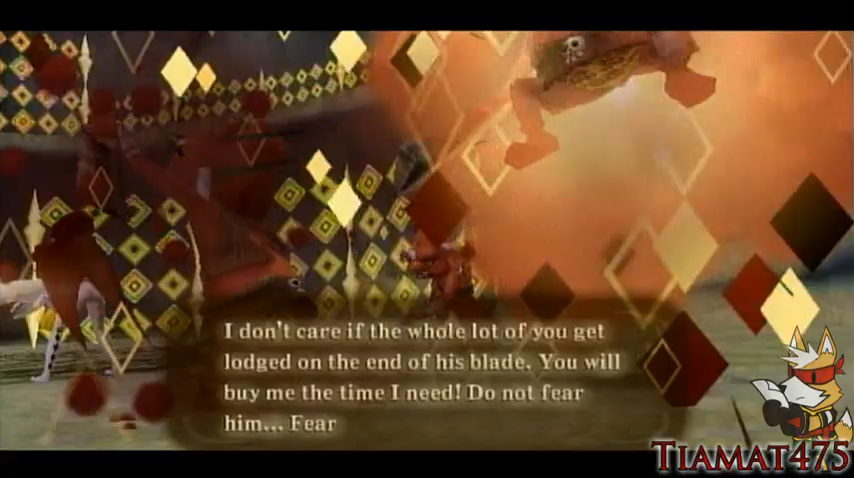 I don't care if the whole lot of you get
lodged on the end of his blade. You will
buy me the time I need! Do not fear
him... Fear
TIAMAT475